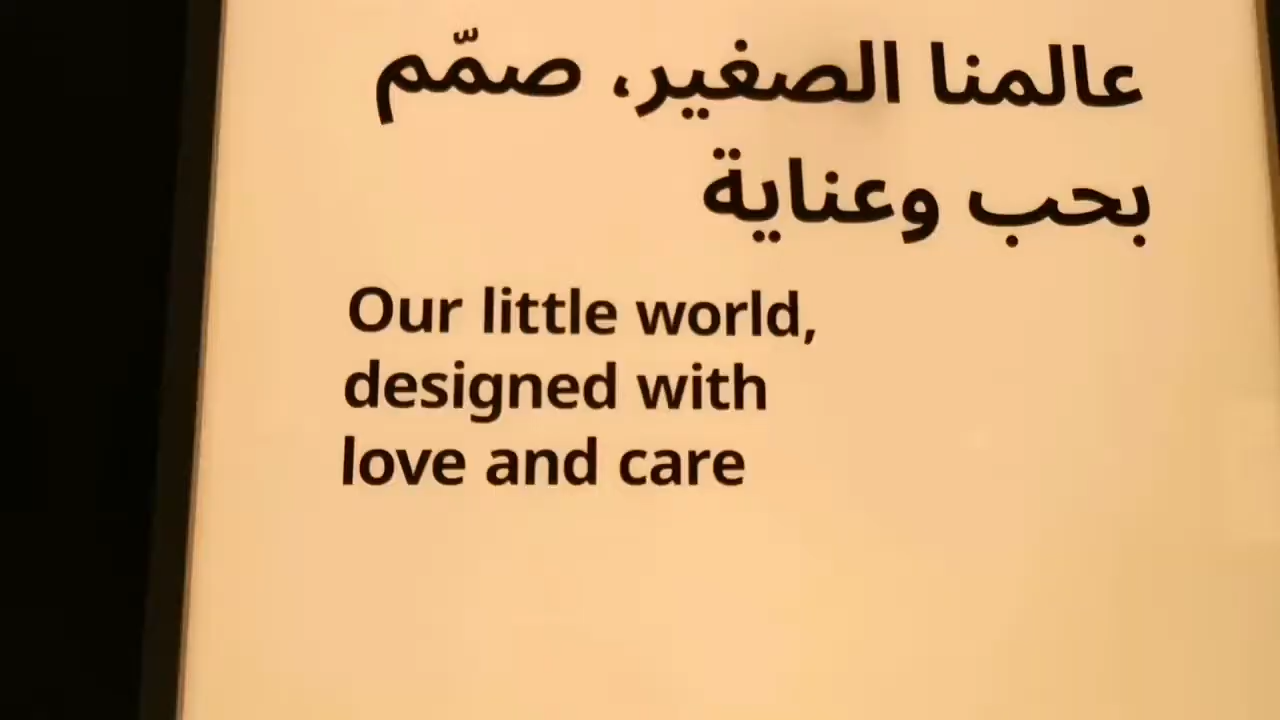 عالمنا الصغير، صمّم
بحب وعناية
Our little world,
designed with
love and care